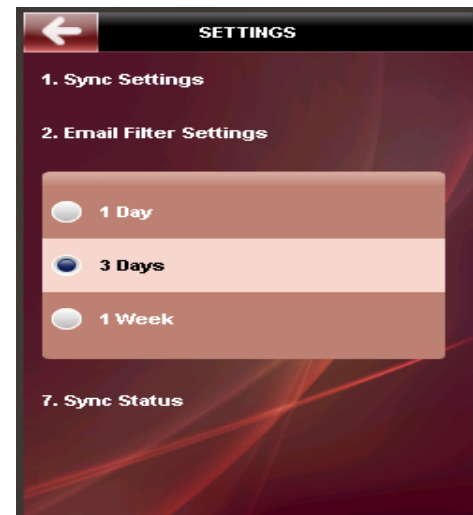 SETTINGS
1. Sync Settings
2. Email Filter Settings
1 Day
3 Days
1 Week
7. Sync Status